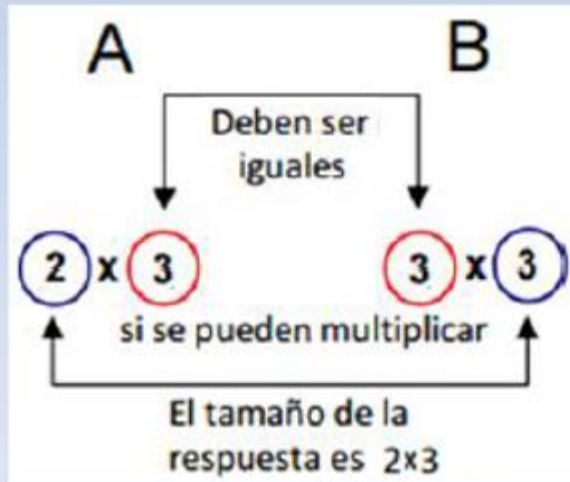 A B
Deben ser
iguales
2 x 3 3 x 3
si se pueden multiplicar
El tamaño de la
respuesta es 2x3